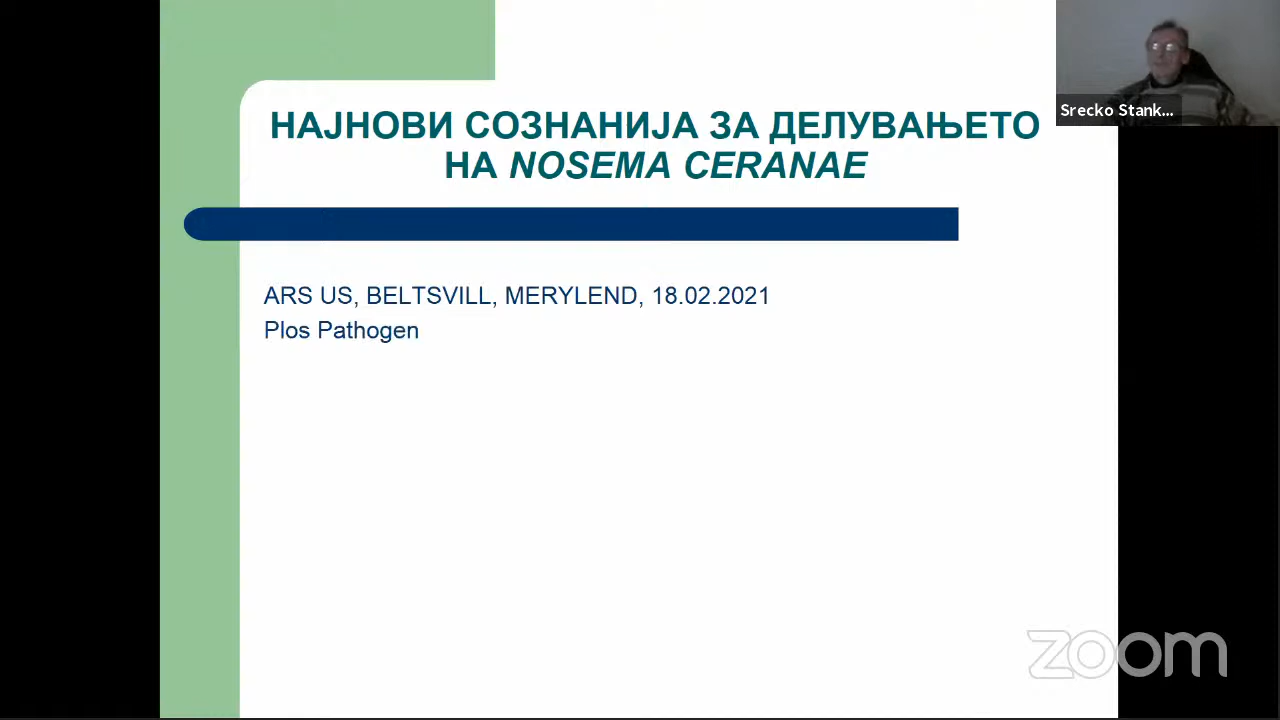 НАЈНОВИ СОЗНАНИЈА ЗА ДЕЛУВАЊЕТО
НА NOSEMA CERANAE
Srecko Stank...
ARS US, BELTSVILL, MERYLEND, 18.02.2021
Plos Pathogen
zoom